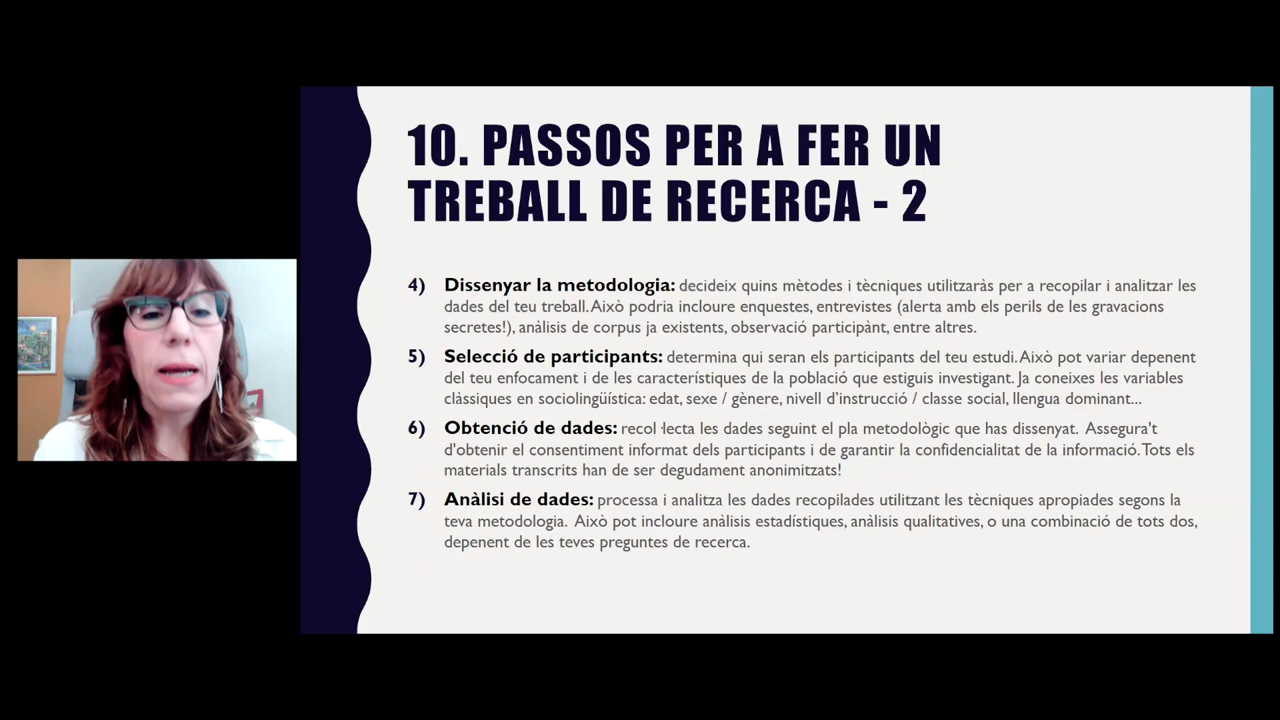 10. PASSOS PER A FER UN
TREBALL DE RECERCA - 2
4) Dissenyar la metodologia: decideix quins mètodes i tècniques utilitzaràs per a recopilar i analitzar les
dades del teu treball. Això podria incloure enquestes, entrevistes (alerta amb els perils de les gravacions
secretes!), anàlisis de corpus ja existents, observació participànt, entre altres.
5) Selecció de participants: determina qui seran els participants del teu estudi. Això pot variar depenent
del teu enfocament i de les característiques de la població que estiguis investigant. Ja coneixes les variables
clàssiques en sociolingüística: edat, sexe / gènere, nivell d’instrucció / classe social, llengua dominant...
6) Obtenció de dades: recol·lecta les dades seguint el pla metodològic que has dissenyat. Assegura't
d'obtenir el consentiment informat dels participants i de garantir la confidencialitat de la informació. Tots els
materials transcrits han de ser degudament anonimitzats!
7) Anàlisi de dades: processa i analitza les dades recopilades utilitzant les tècniques apropiades segons la
teva metodologia. Això pot incloure anàlisis estadístiques, anàlisis qualitatives, o una combinació de tots dos,
depenent de les teves preguntes de recerca.